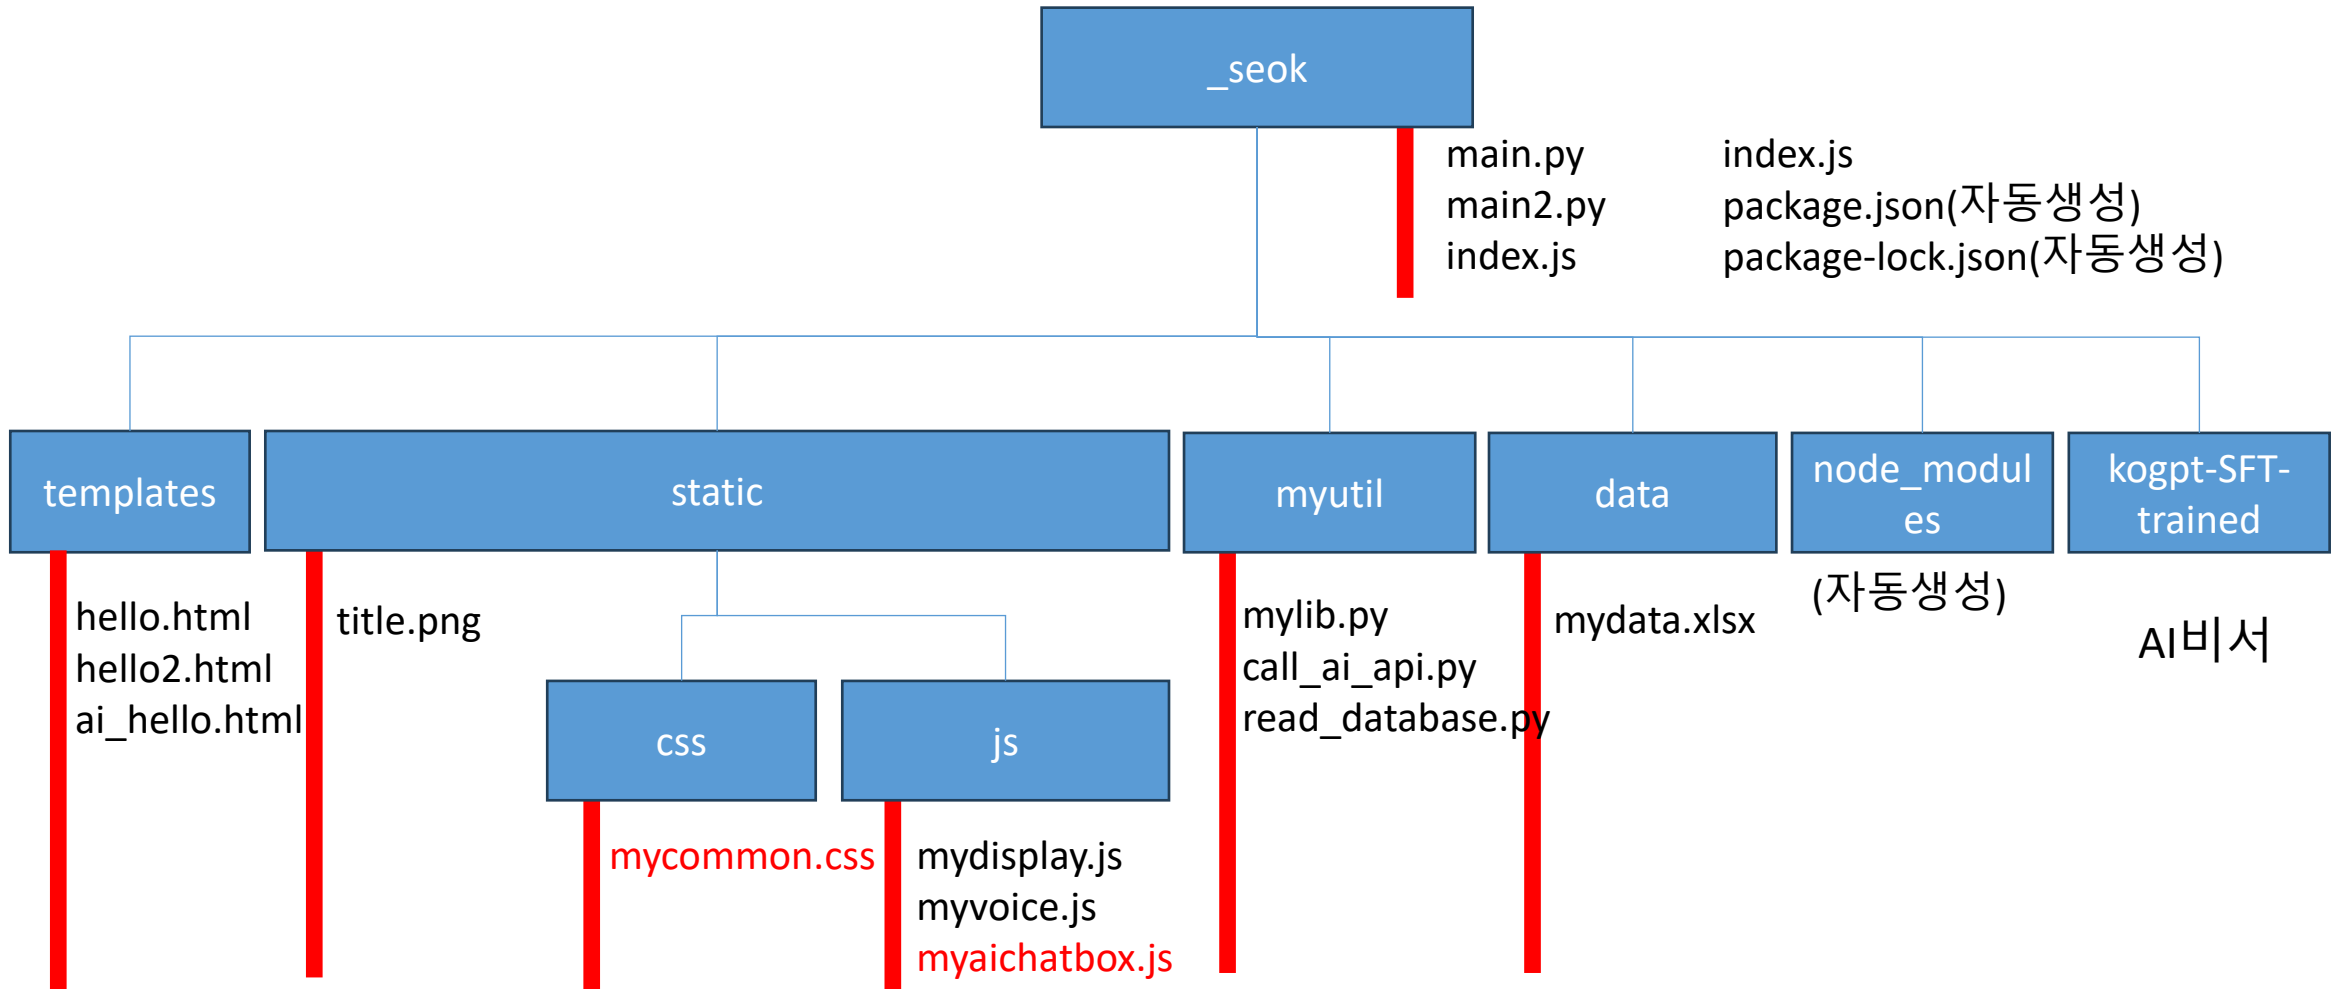 _seok
main.py
main2.py
index.js
index.js
package.json(자동생성)
package-lock.json(자동생성)
templates
static
myutil
data
node_modul
es
kogpt-SFT-
trained
hello.html
hello2.html
ai_hello.html
title.png
mylib.py
call_ai_api.py
read_database.py
mydata.xlsx
(자동생성)
AI비서
css
js
mycommon.css
mydisplay.js
myvoice.js
myaichatbox.js